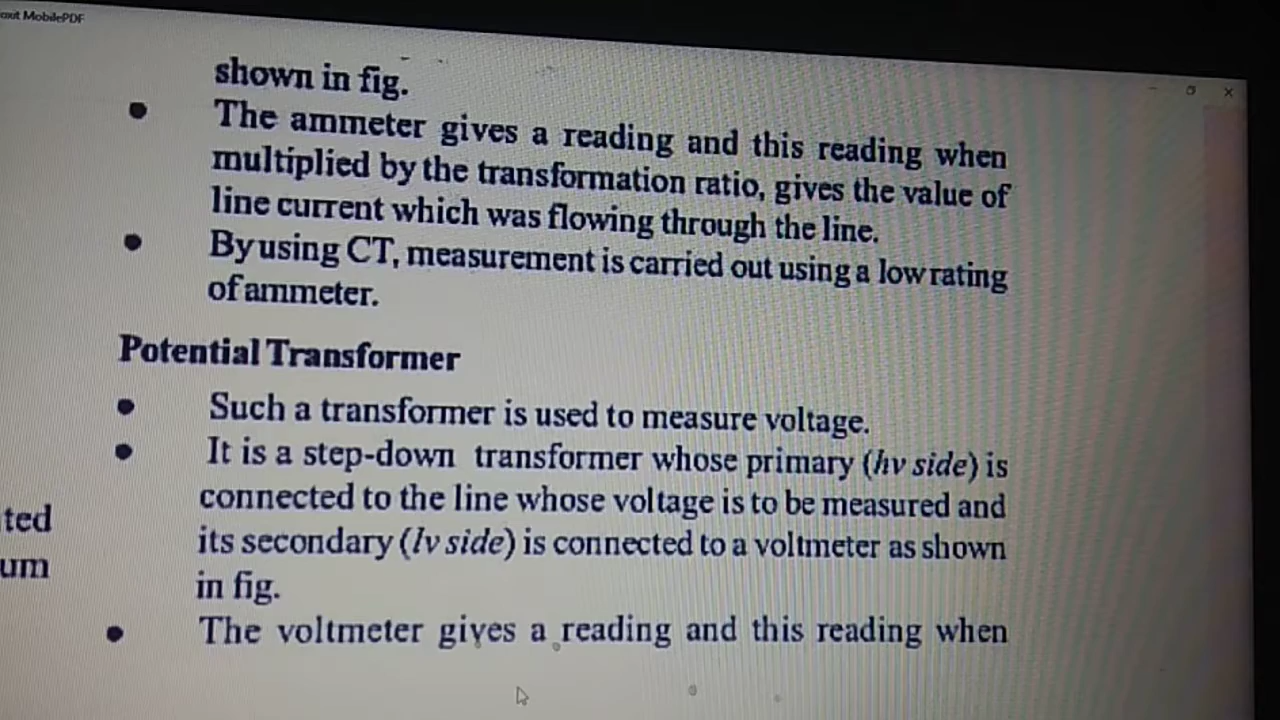 MobilePDF
shown in fig.
• The ammeter gives a reading and this reading when
multiplied by the transformation ratio, gives the value of
line current which was flowing through the line.
• By using CT, measurement is carried out using a low rating
of ammeter.
Potential Transformer
• Such a transformer is used to measure voltage.
• It is a step-down transformer whose primary (hv side) is
connected to the line whose voltage is to be measured and
its secondary (lv side) is connected to a voltmeter as shown
in fig.
• The voltmeter gives a reading and this reading when
ted
um